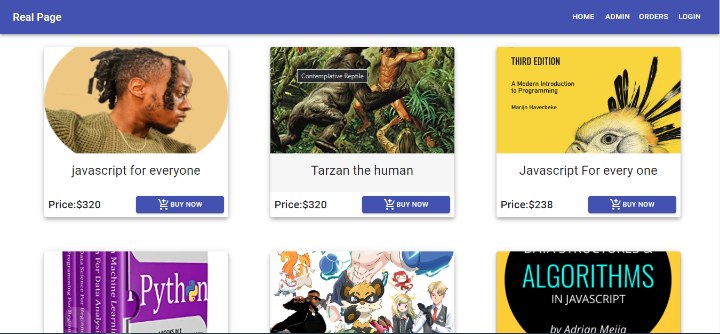 Real Page
HOME
ADMIN
ORDERS
LOGIN
Contemplative Reptile
THIRD EDITION
A Modern Introduction
to Programming
Marijn Haverbeke
javascript for everyone
Tarzan the human
Javascript For every one
Price:$320
BUY NOW
Price:$320
BUY NOW
Price:$238
BUY NOW
Machine Learning
Python
ALGORITHMS
IN JAVASCRIPT
by Adrian Mejia